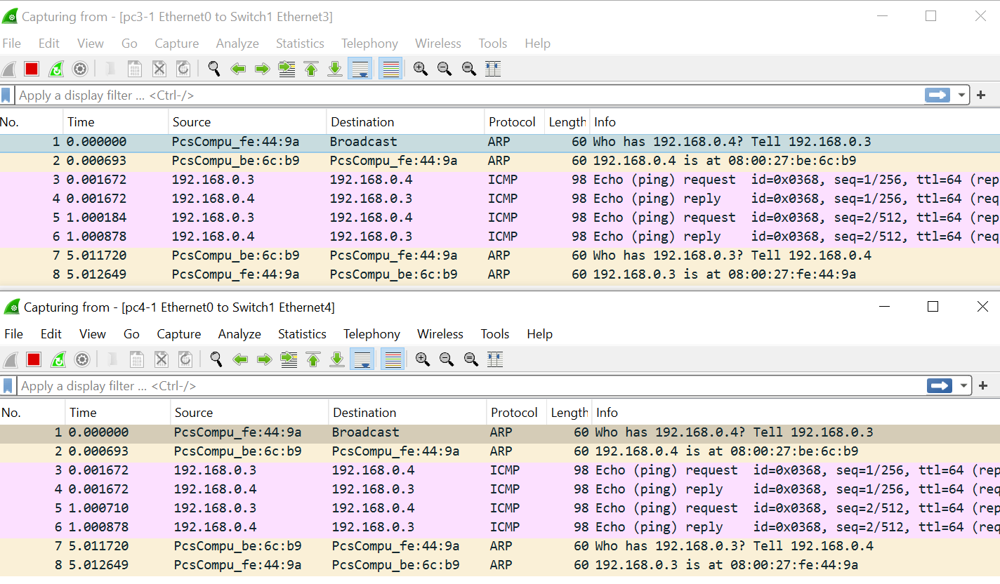 Capturing from - [pc3-1 Ethernet0 to Switch1 Ethernet3]
File Edit View Go Capture Analyze Statistics Telephony Wireless Tools Help
Apply a display filter ... <Ctrl-/>
No. Time Source Destination Protocol Length Info
1 0.000000 PcsCompu_fe:44:9a Broadcast ARP 60 Who has 192.168.0.4? Tell 192.168.0.3
2 0.000693 PcsCompu_be:6c:b9 PcsCompu_fe:44:9a ARP 60 192.168.0.4 is at 08:00:27:be:6c:b9
3 0.001672 192.168.0.3 192.168.0.4 ICMP 98 Echo (ping) request id=0x0368, seq=1/256, ttl=64 (rep
4 0.001672 192.168.0.4 192.168.0.3 ICMP 98 Echo (ping) reply id=0x0368, seq=1/256, ttl=64 (req
5 1.000184 192.168.0.3 192.168.0.4 ICMP 98 Echo (ping) request id=0x0368, seq=2/512, ttl=64 (rep
6 1.000878 192.168.0.4 192.168.0.3 ICMP 98 Echo (ping) reply id=0x0368, seq=2/512, ttl=64 (req
7 5.011720 PcsCompu_be:6c:b9 PcsCompu_fe:44:9a ARP 60 Who has 192.168.0.3? Tell 192.168.0.4
8 5.012649 PcsCompu_fe:44:9a PcsCompu_be:6c:b9 ARP 60 192.168.0.3 is at 08:00:27:fe:44:9a
Capturing from - [pc4-1 Ethernet0 to Switch1 Ethernet4]
File Edit View Go Capture Analyze Statistics Telephony Wireless Tools Help
Apply a display filter ... <Ctrl-/>
No. Time Source Destination Protocol Length Info
1 0.000000 PcsCompu_fe:44:9a Broadcast ARP 60 Who has 192.168.0.4? Tell 192.168.0.3
2 0.000693 PcsCompu_be:6c:b9 PcsCompu_fe:44:9a ARP 60 192.168.0.4 is at 08:00:27:be:6c:b9
3 0.001672 192.168.0.3 192.168.0.4 ICMP 98 Echo (ping) request id=0x0368, seq=1/256, ttl=64 (rep
4 0.001672 192.168.0.4 192.168.0.3 ICMP 98 Echo (ping) reply id=0x0368, seq=1/256, ttl=64 (req
5 1.000710 192.168.0.3 192.168.0.4 ICMP 98 Echo (ping) request id=0x0368, seq=2/512, ttl=64 (rep
6 1.000878 192.168.0.4 192.168.0.3 ICMP 98 Echo (ping) reply id=0x0368, seq=2/512, ttl=64 (req
7 5.011720 PcsCompu_be:6c:b9 PcsCompu_fe:44:9a ARP 60 Who has 192.168.0.3? Tell 192.168.0.4
8 5.012649 PcsCompu_fe:44:9a PcsCompu_be:6c:b9 ARP 60 192.168.0.3 is at 08:00:27:fe:44:9a